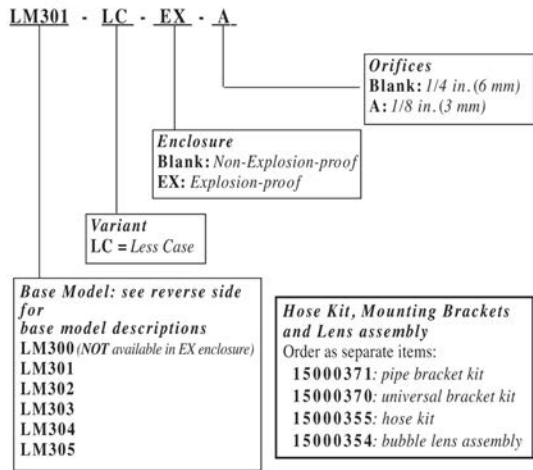 LM301 - LC - EX - A
Orifices
Blank: 1/4 in. (6 mm)
A: 1/8 in. (3 mm)
Enclosure
Blank: Non-Explosion-proof
EX: Explosion-proof
Variant
LC = Less Case
Base Model: see reverse side
for
base model descriptions
LM300 (NOT available in EX enclosure)
LM301
LM302
LM303
LM304
LM305
Hose Kit, Mounting Brackets
and Lens assembly
Order as separate items:
15000371: pipe bracket kit
15000370: universal bracket kit
15000355: hose kit
15000354: bubble lens assembly